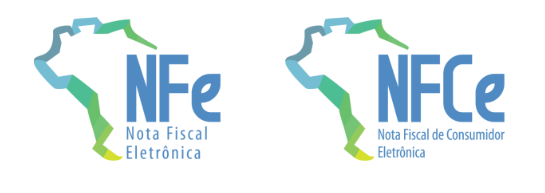 NFe
Nota Fiscal
Eletrônica
NFCe
Nota Fiscal de Consumidor
Eletrônica